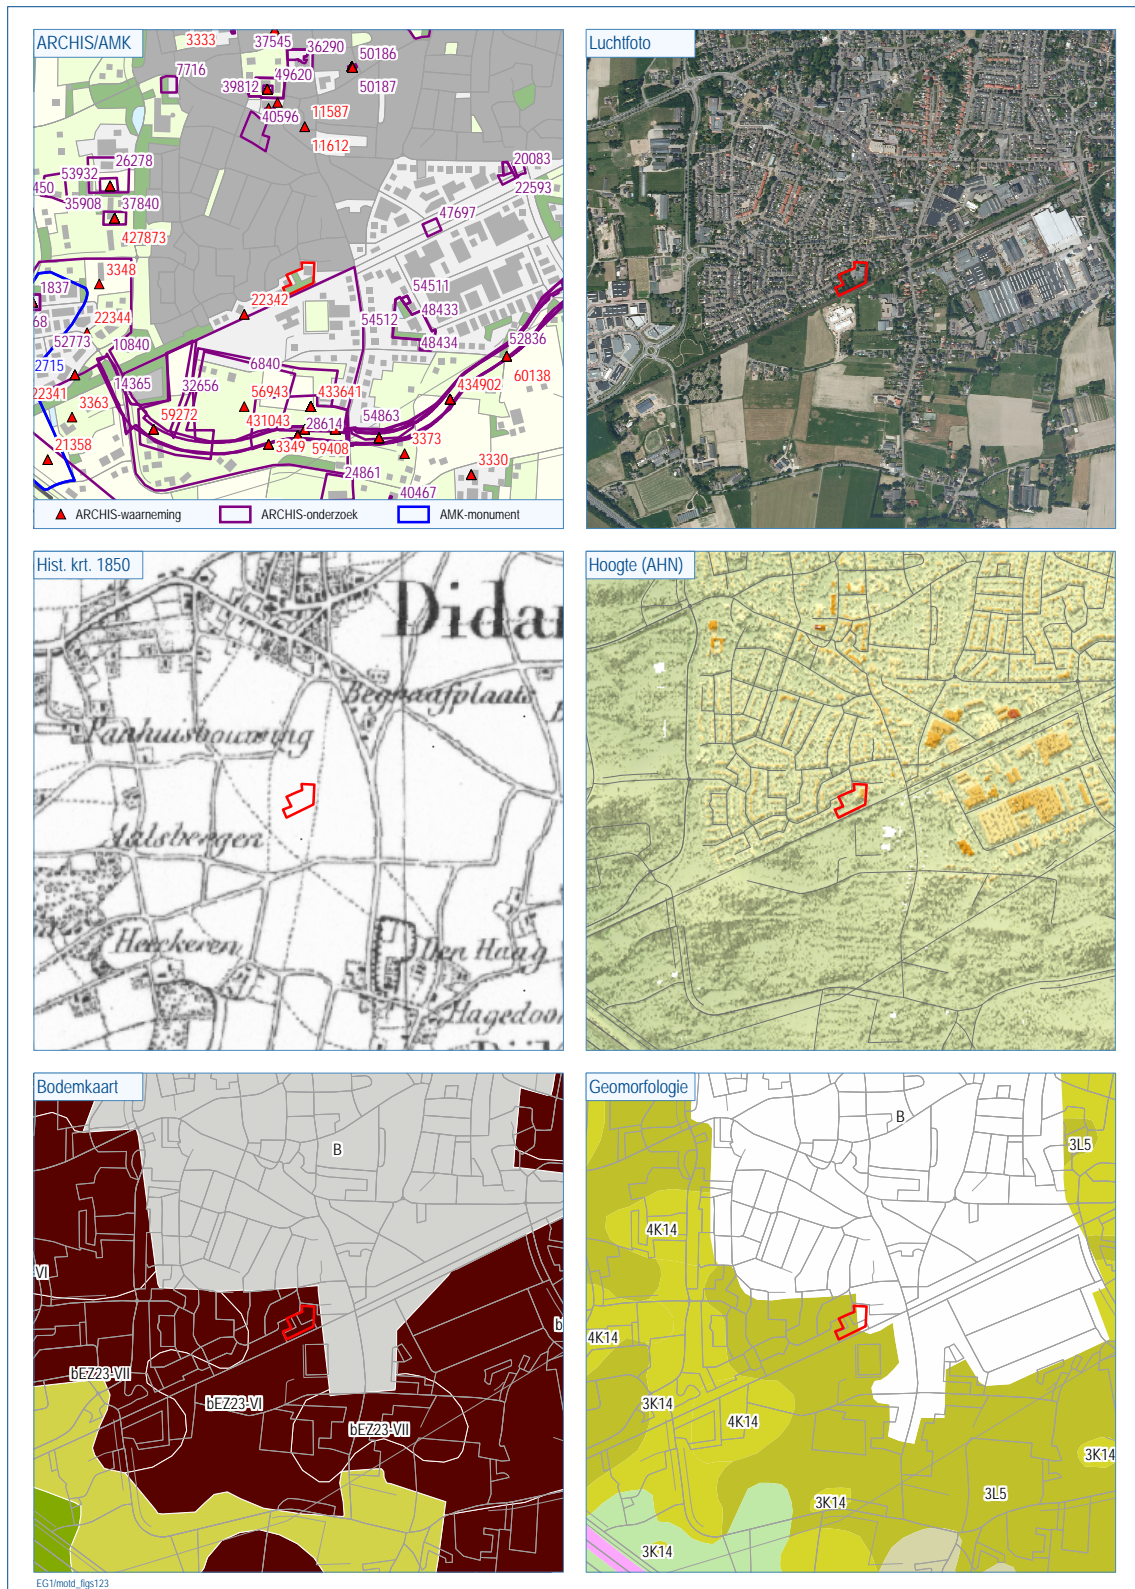 ARCHIS/AMK
3333
37545
36290
50186
7716
49620
39812
50187
40596
11587
11612
20083
22593
26278
53932
450
35908
37840
47697
427873
3348
1837
22342
54511
68
22344
54512
48433
52773
10840
48434
52836
2715
6840
14365
32656
60138
22341
56943
433641
434902
3363
59272
431043
54863
28614
21358
3349
59408
3373
24861
3330
40467
ARCHIS-waarneming
ARCHIS-onderzoek
AMK-monument
Luchtfoto
Hist. krt. 1850
Didam
Begraafplaats
Panhuisbouwing
Aalsbergen
Heeckeren
Den Haag
Hagedoor
Hoogte (AHN)
Bodemkaart
B
VI
b
bEZ23-VII
bEZ23-VI
bEZ23-VII
Geomorfologie
B
3L5
4K14
4K14
3K14
4K14
3K14
3K14
3L5
3K14
EG1/motd_figs123